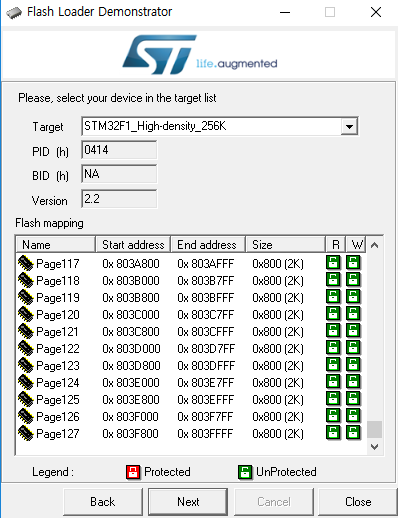 Flash Loader Demonstrator
ST life.augmented
Please, select your device in the target list
Target STM32F1_High-density_256K
PID (h) 0414
BID (h) NA
Version 2.2
Flash mapping
Name Start address End address Size R W
Page117 0x 803A800 0x 803AFFF 0x800 (2K)
Page118 0x 803B000 0x 803B7FF 0x800 (2K)
Page119 0x 803B800 0x 803BFFF 0x800 (2K)
Page120 0x 803C000 0x 803C7FF 0x800 (2K)
Page121 0x 803C800 0x 803CFFF 0x800 (2K)
Page122 0x 803D000 0x 803D7FF 0x800 (2K)
Page123 0x 803D800 0x 803DFFF 0x800 (2K)
Page124 0x 803E000 0x 803E7FF 0x800 (2K)
Page125 0x 803E800 0x 803EFFF 0x800 (2K)
Page126 0x 803F000 0x 803F7FF 0x800 (2K)
Page127 0x 803F800 0x 803FFFF 0x800 (2K)
Legend : Protected UnProtected
Back Next Cancel Close